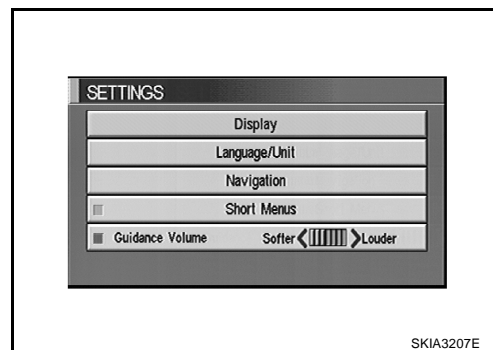 SETTINGS
Display
Language/Unit
Navigation
Short Menus
Guidance Volume Softer Louder
SKIA3207E